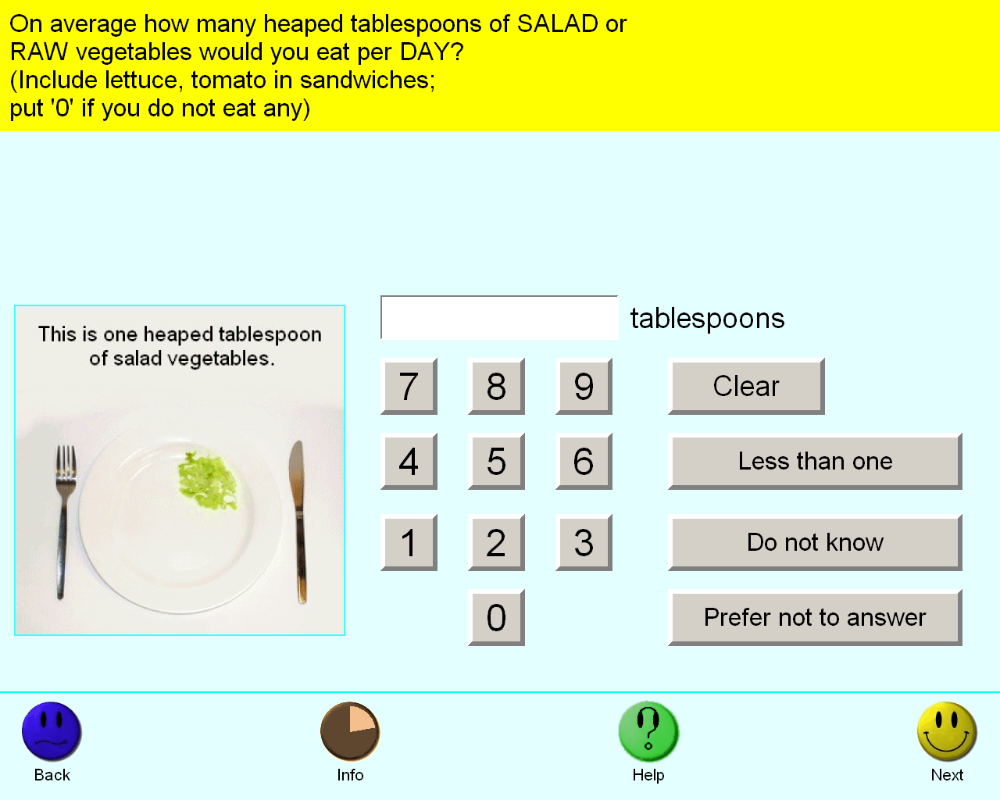 On average how many heaped tablespoons of SALAD or
RAW vegetables would you eat per DAY?
(Include lettuce, tomato in sandwiches;
put '0' if you do not eat any)
This is one heaped tablespoon
of salad vegetables.
tablespoons
7 8 9 Clear
4 5 6 Less than one
1 2 3 Do not know
0 Prefer not to answer
Back Info Help Next